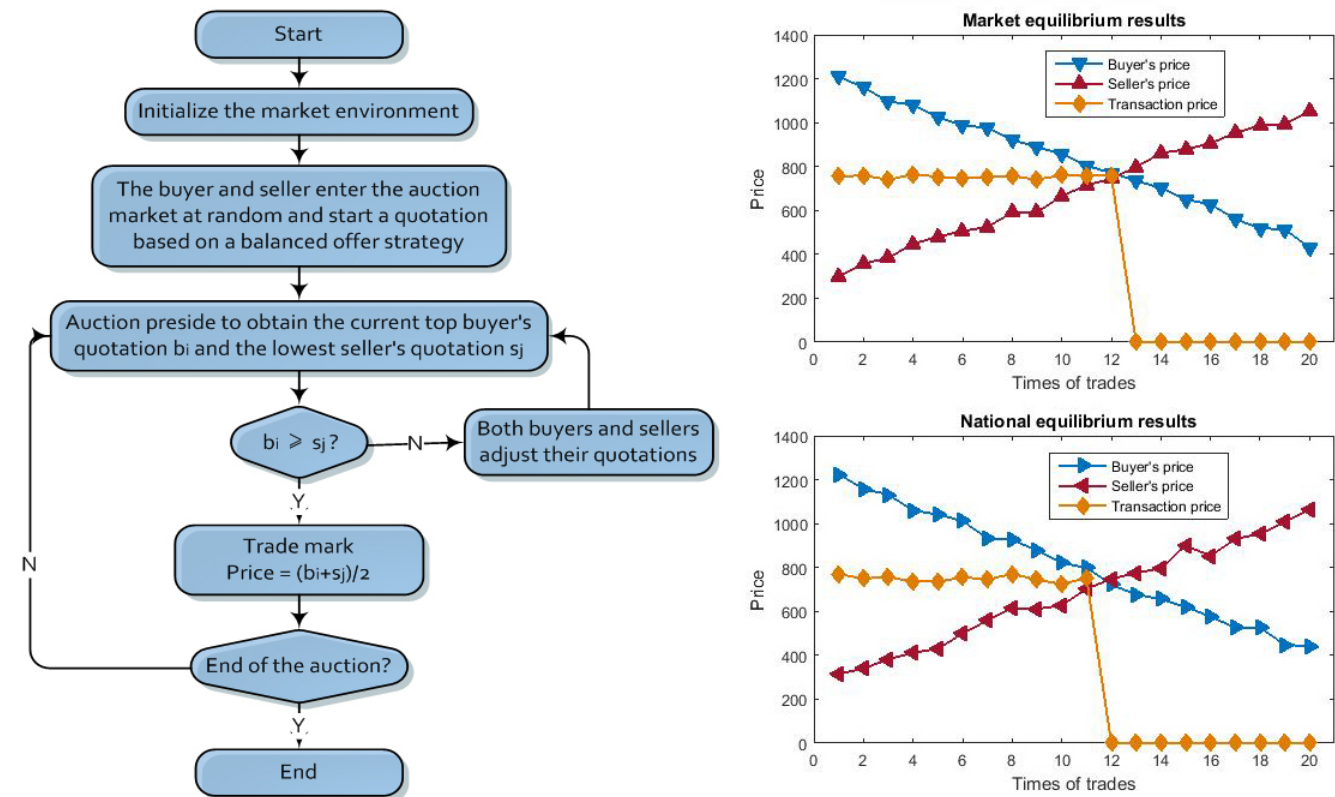 Start
Initialize the market environment
The buyer and seller enter the auction
market at random and start a quotation
based on a balanced offer strategy
Auction preside to obtain the current top buyer's
quotation bi and the lowest seller's quotation sj
bi ⩾ sj ?
N
Both buyers and sellers
adjust their quotations
Y
Trade mark
Price = (bi+sj)/2
N
End of the auction?
Y
End
Market equilibrium results
1400
1200
1000
800
600
400
200
0
Price
Buyer's price
Seller's price
Transaction price
0 2 4 6 8 10 12 14 16 18 20
Times of trades
National equilibrium results
1400
1200
1000
800
600
400
200
0
Price
Buyer's price
Seller's price
Transaction price
0 2 4 6 8 10 12 14 16 18 20
Times of trades